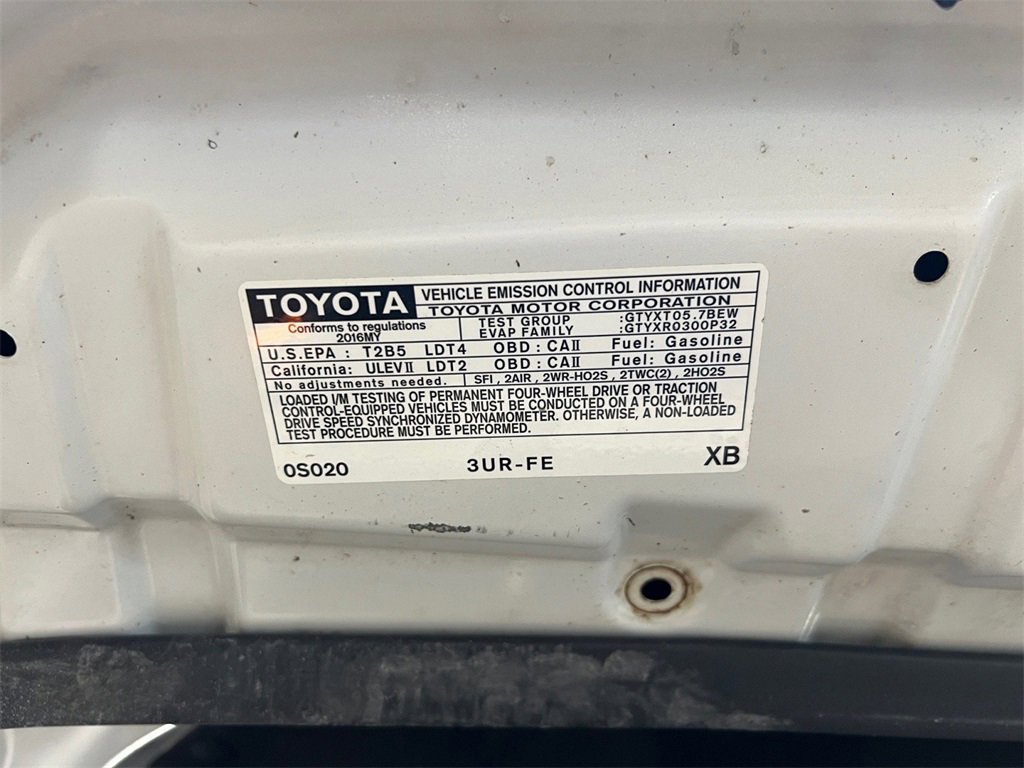 TOYOTA
VEHICLE EMISSION CONTROL INFORMATION
TOYOTA MOTOR CORPORATION
Conforms to regulations
2016MY
TEST GROUP :GTYXT05.7BEW
EVAP FAMILY :GTYXR0300P32
U.S.EPA : T2B5 LDT4 OBD : CAII Fuel: Gasoline
California: ULEVII LDT2 OBD : CAII Fuel: Gasoline
No adjustments needed. SFI , 2AIR , 2WR-HO2S , 2TWC(2) , 2HO2S
LOADED I/M TESTING OF PERMANENT FOUR-WHEEL DRIVE OR TRACTION
CONTROL-EQUIPPED VEHICLES MUST BE CONDUCTED ON A FOUR-WHEEL
DRIVE SPEED SYNCHRONIZED DYNAMOMETER. OTHERWISE, A NON-LOADED
TEST PROCEDURE MUST BE PERFORMED.
0S020 3UR-FE XB